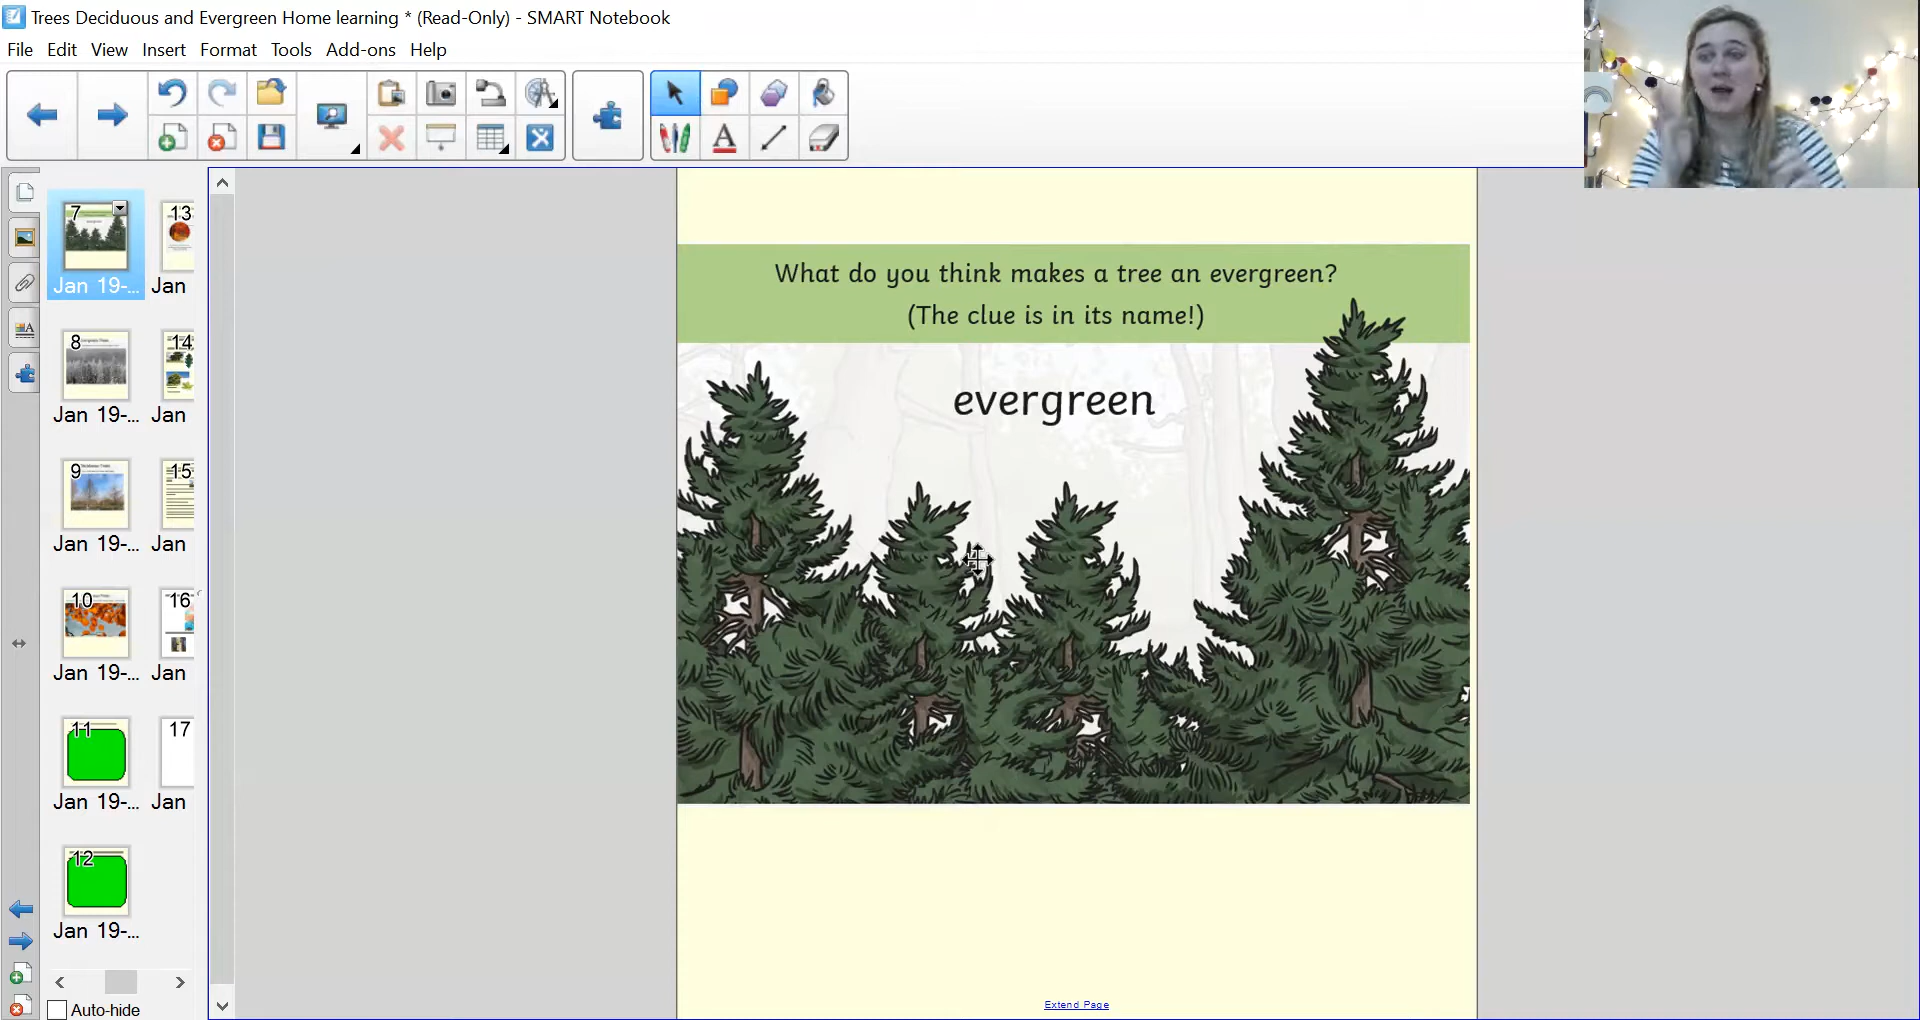 Trees Deciduous and Evergreen Home learning * (Read-Only) - SMART Notebook
File Edit View Insert Format Tools Add-ons Help
What do you think makes a tree an evergreen?
(The clue is in its name!)
evergreen
Extend Page
7
Jan 19-...
13
Jan
8
Jan 19-...
14
Jan
9
Jan 19-...
15
Jan
10
Jan 19-...
16
Jan
11
Jan 19-...
17
Jan
12
Jan 19-...
Auto-hide